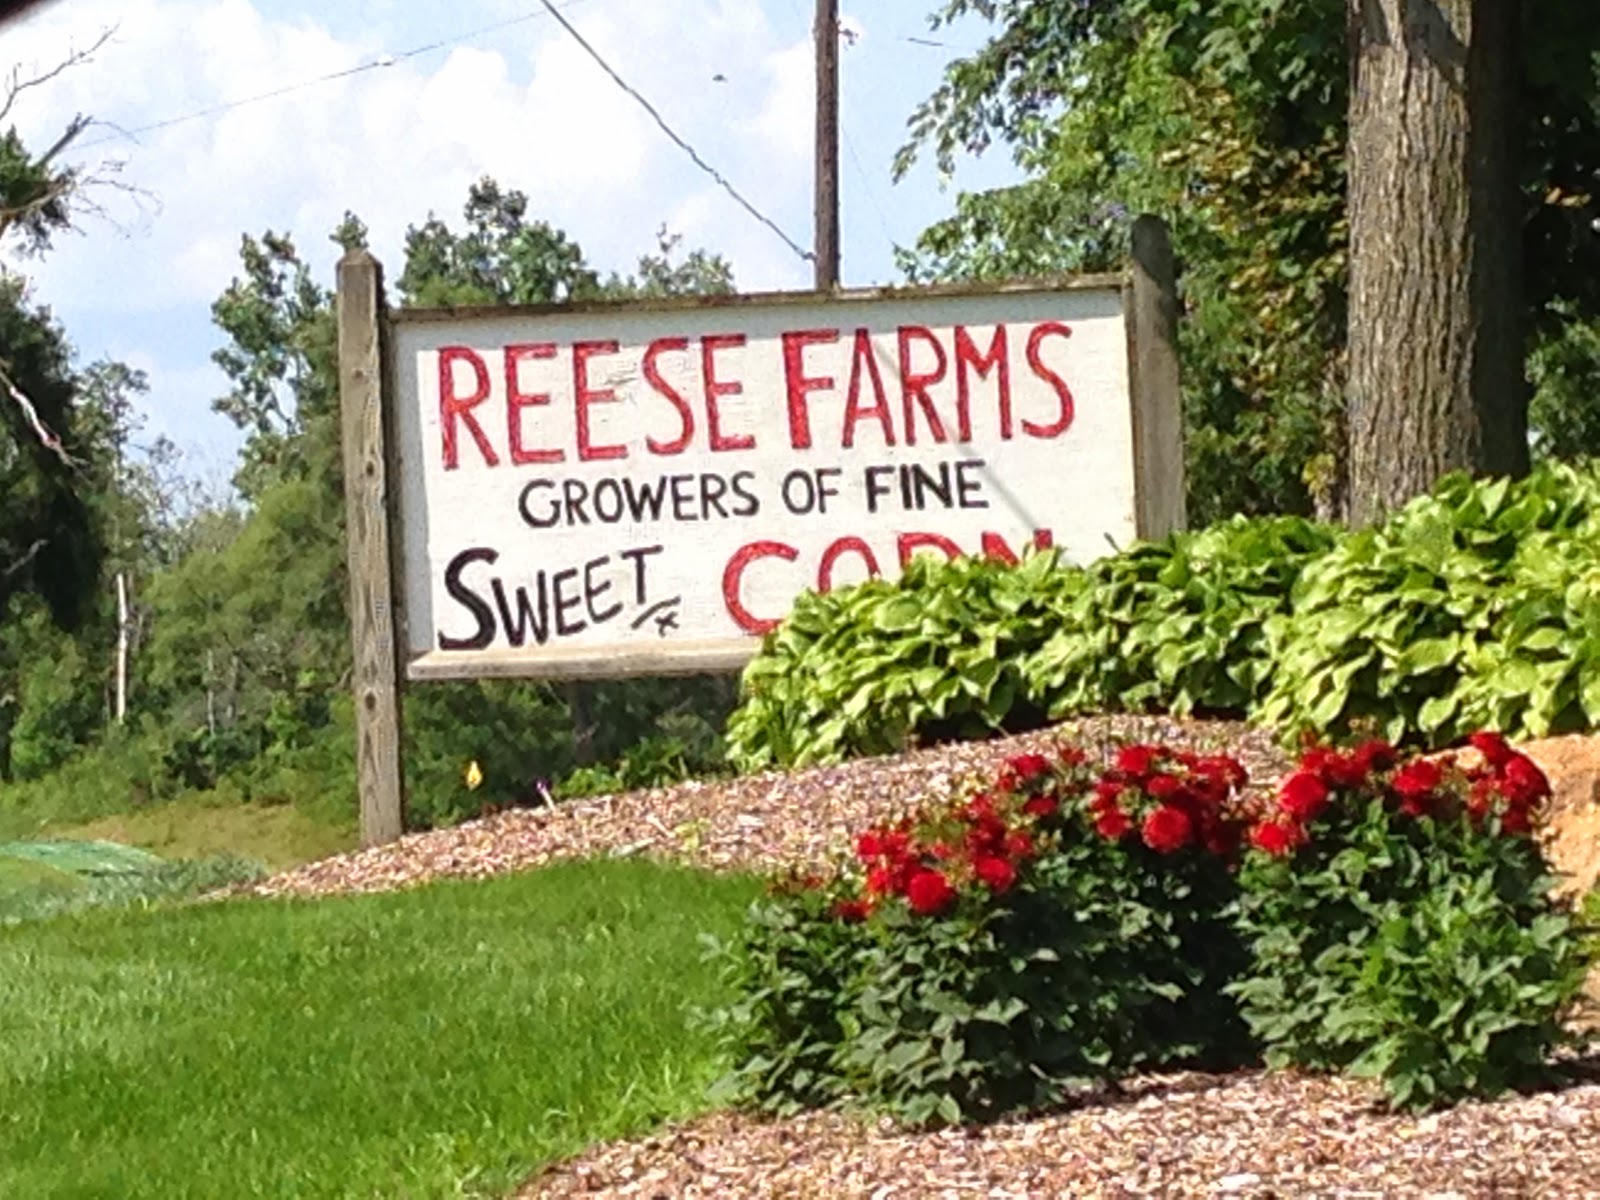 REESE FARMS
GROWERS OF FINE
SWEET CORN